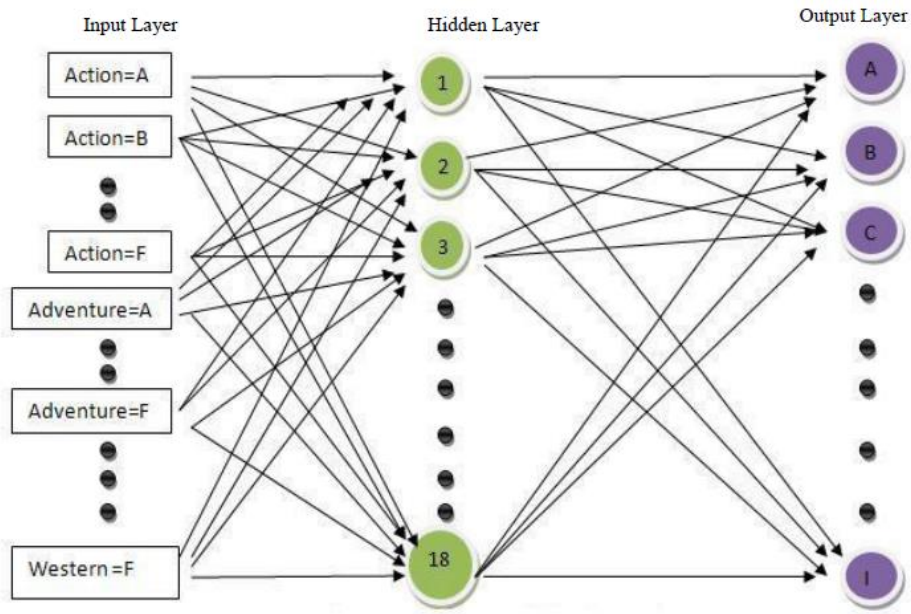 Input Layer
Hidden Layer
Output Layer
Action=A
Action=B
Action=F
Adventure=A
Adventure=F
Western =F
1
2
3
18
A
B
C
I